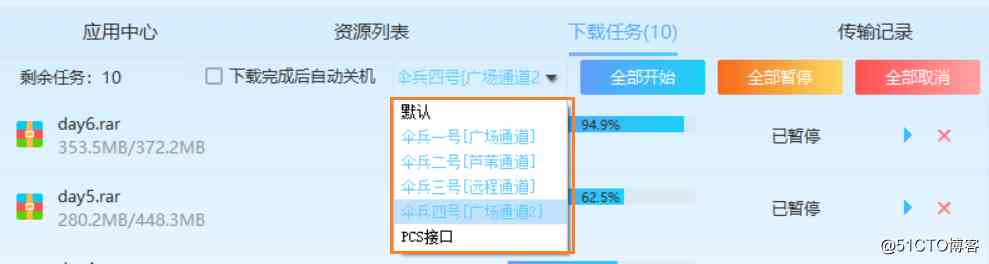 应用中心 资源列表 下载任务(10) 传输记录
剩余任务：10 下载完成后自动关机 伞兵四号[广场通道2 全部开始 全部暂停 全部取消
默认
伞兵一号[广场通道]
伞兵二号[芦苇通道]
伞兵三号[远程通道]
伞兵四号[广场通道2]
PCS接口
day6.rar 94.9% 已暂停
353.5MB/372.2MB
day5.rar 62.5% 已暂停
280.2MB/448.3MB
@51CTO博客